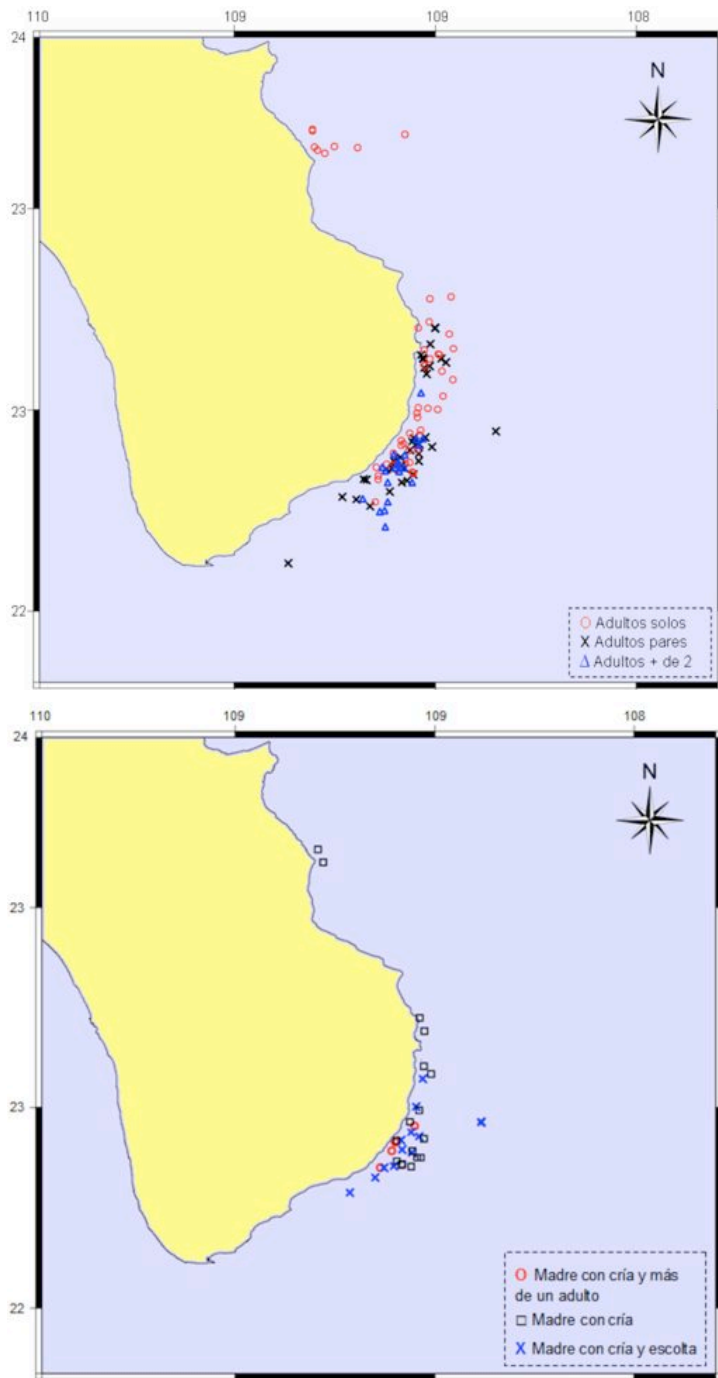 110 109 109 108
24
N
23
23
22
O Adultos solos
X Adultos pares
Δ Adultos + de 2
110 109 109 108
24
N
23
23
22
O Madre con cría y más
de un adulto
□ Madre con cría
X Madre con cría y escolta